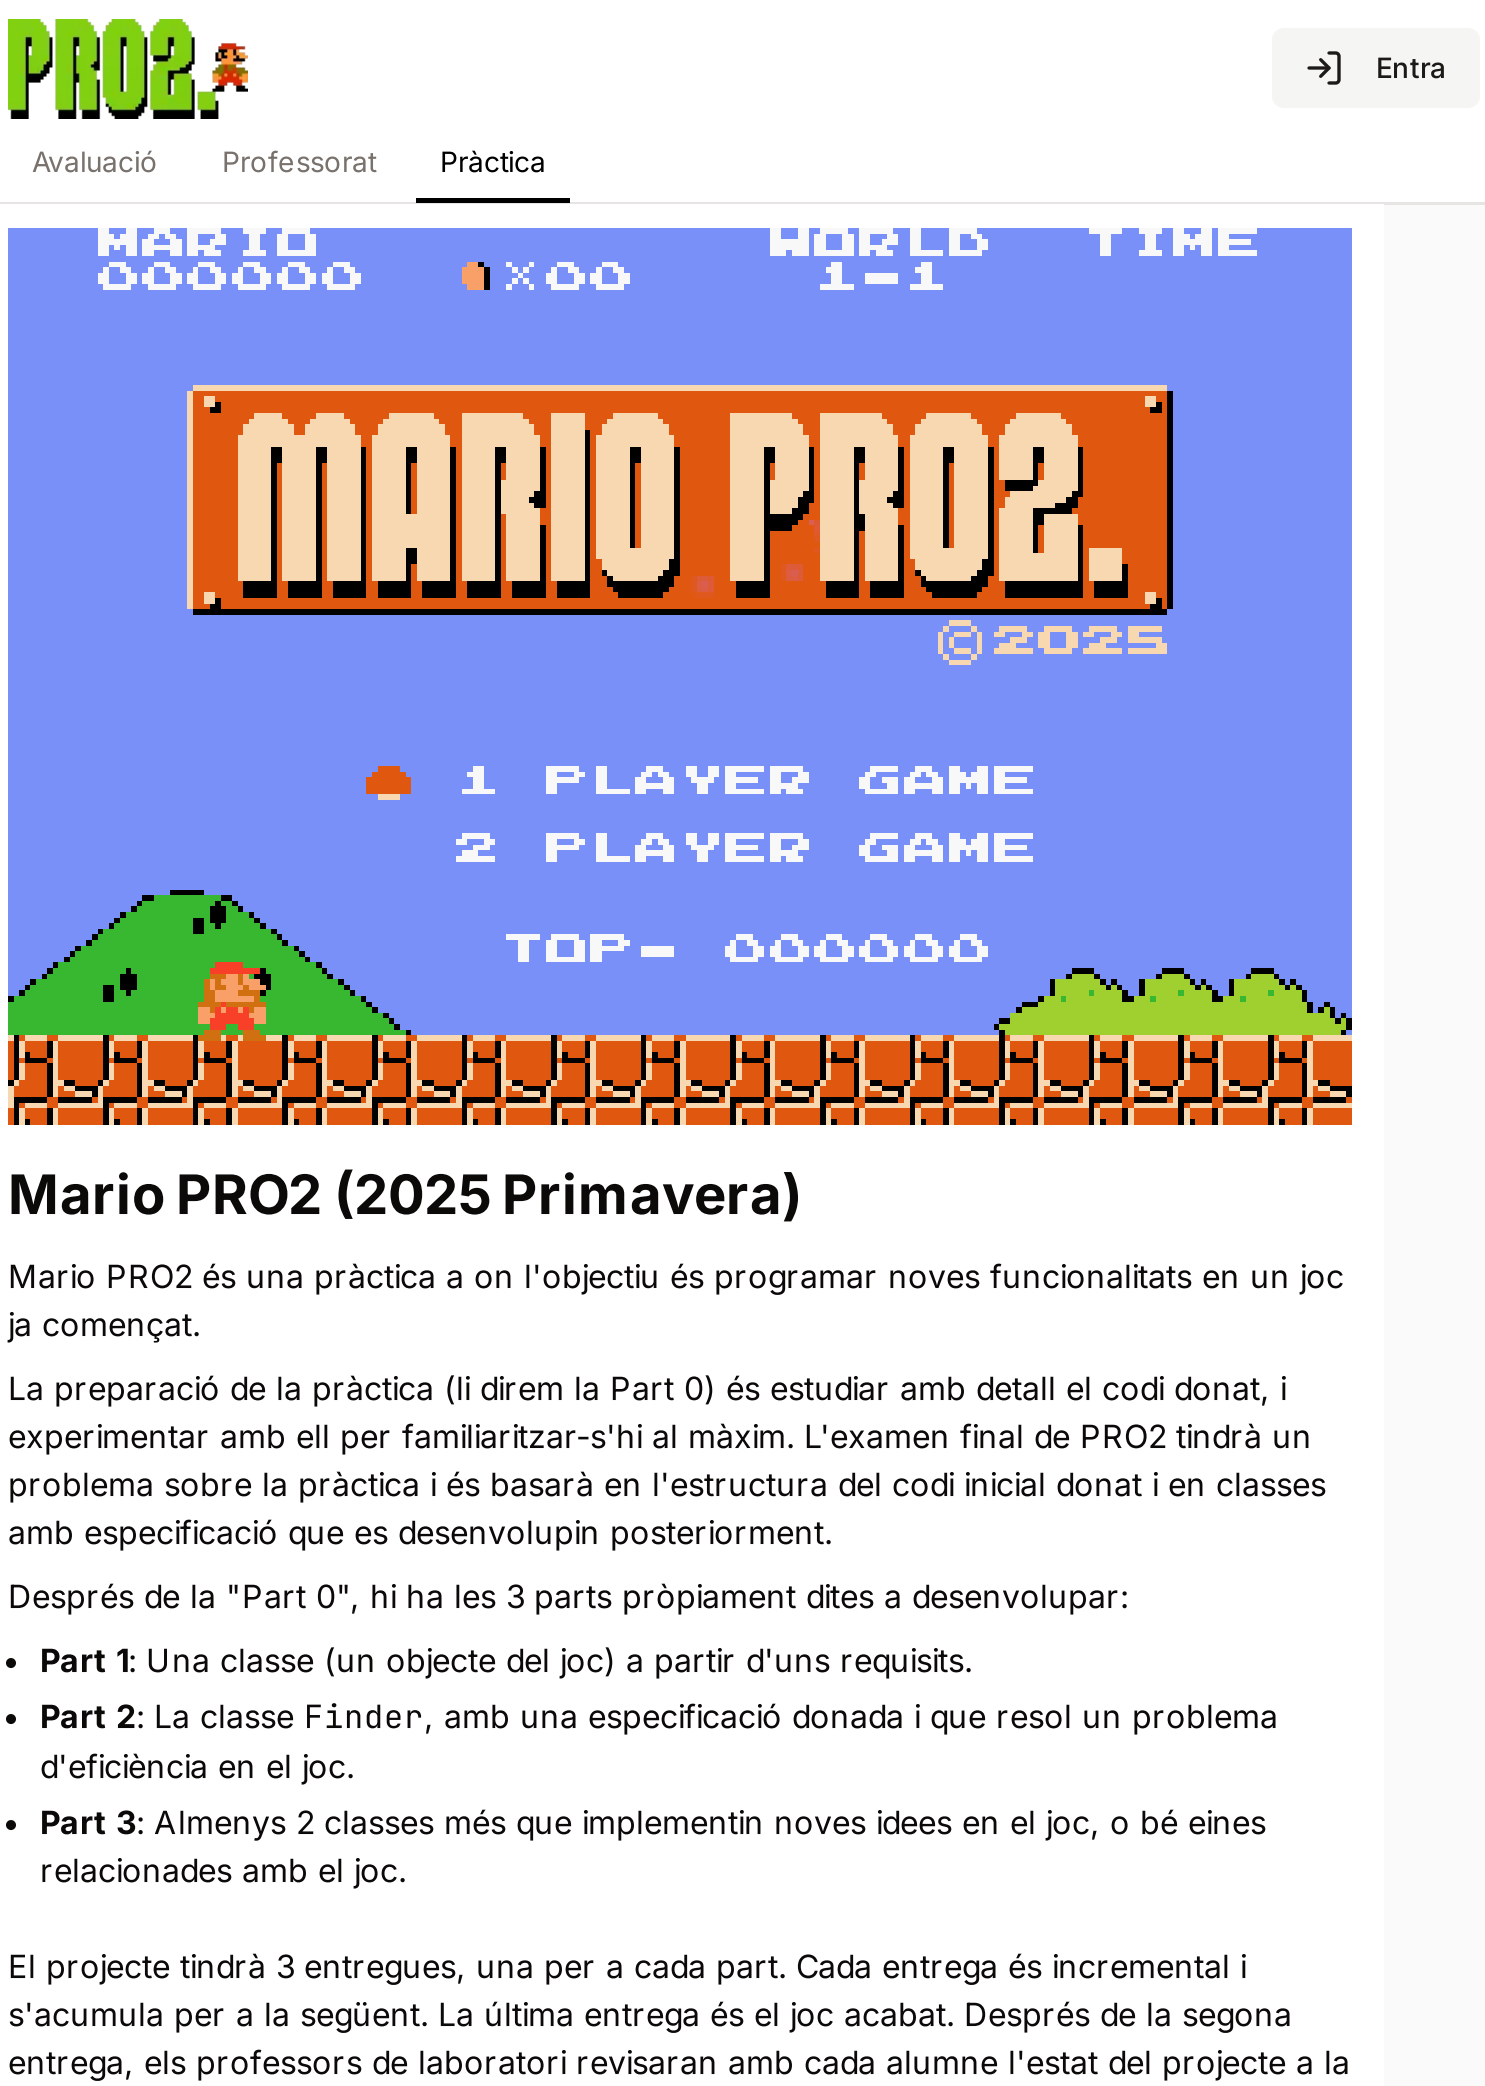 PRO2.
Entra
Avaluació Professorat Pràctica
MARIO WORLD TIME
000000 x00 1-1
MARIO PRO2.
©2025
1 PLAYER GAME
2 PLAYER GAME
TOP- 000000
Mario PRO2 (2025 Primavera)
Mario PRO2 és una pràctica a on l'objectiu és programar noves funcionalitats en un joc
ja començat.
La preparació de la pràctica (li direm la Part 0) és estudiar amb detall el codi donat, i
experimentar amb ell per familiaritzar-s'hi al màxim. L'examen final de PRO2 tindrà un
problema sobre la pràctica i és basarà en l'estructura del codi inicial donat i en classes
amb especificació que es desenvolupin posteriorment.
Després de la "Part 0", hi ha les 3 parts pròpiament dites a desenvolupar:
• Part 1: Una classe (un objecte del joc) a partir d'uns requisits.
• Part 2: La classe Finder, amb una especificació donada i que resol un problema
d'eficiència en el joc.
• Part 3: Almenys 2 classes més que implementin noves idees en el joc, o bé eines
relacionades amb el joc.
El projecte tindrà 3 entregues, una per a cada part. Cada entrega és incremental i
s'acumula per a la següent. La última entrega és el joc acabat. Després de la segona
entrega, els professors de laboratori revisaran amb cada alumne l'estat del projecte a la